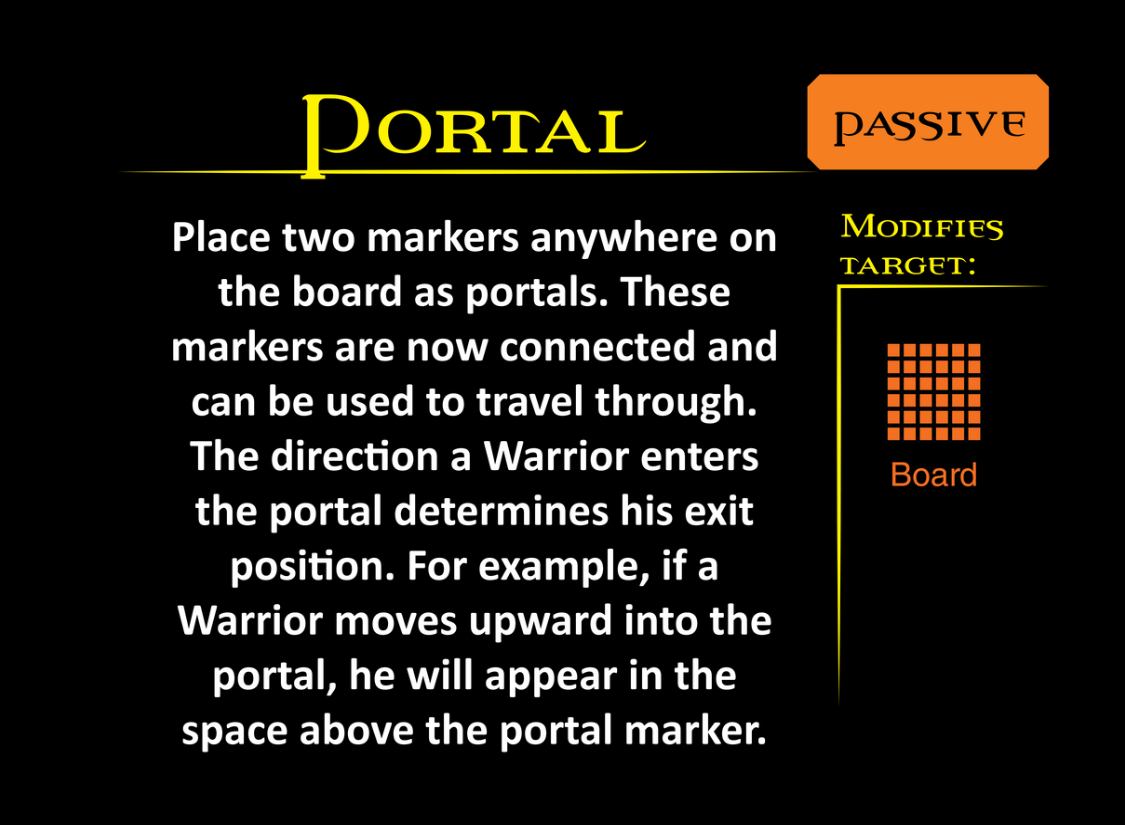 Portal
passive
Place two markers anywhere on
the board as portals. These
markers are now connected and
can be used to travel through.
The direction a Warrior enters
the portal determines his exit
position. For example, if a
Warrior moves upward into the
portal, he will appear in the
space above the portal marker.
Modifies
target:
Board